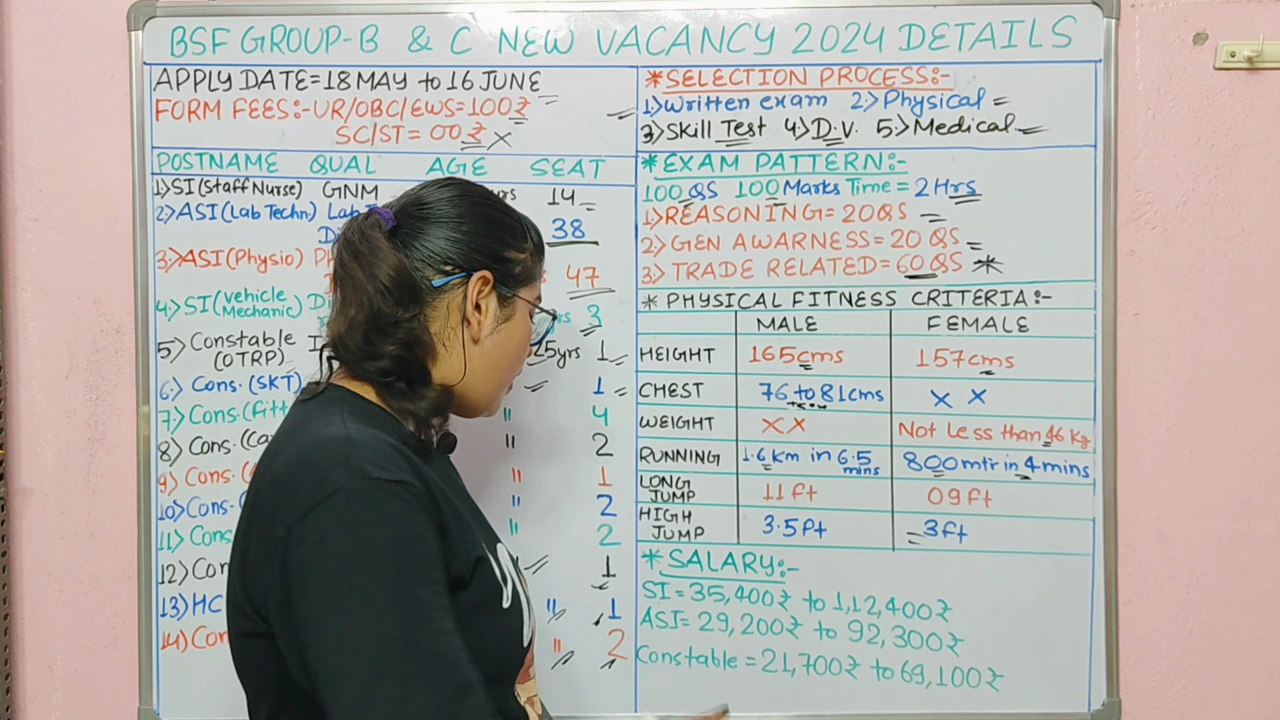 BSF GROUP-B & C NEW VACANCY 2024 DETAILS
APPLY DATE=18 MAY to 16 JUNE
FORM FEES:-UR/OBC/EWS=100₹
SC/ST=00₹ X
POSTNAME QUAL AGE SEAT
1) SI(Staff Nurse) GNM 14
2) ASI(Lab Techn) Lab 38
3) ASI(Physio) 47
4) SI(Vehicle Mechanic) 3
5) Constable (OTRP) 25yrs 1
6) Cons.(SKT) 1
7) Cons.(Fitt " 4
8) Cons. " 2
9) Cons. " 1
10) Cons. " 2
11) Cons " 2
12) Con 1
13) HC " 1
14) Con " 2
*SELECTION PROCESS:-
1) Written exam 2) Physical
3) Skill Test 4) D.V. 5) Medical
*EXAM PATTERN:-
100 QS 100 Marks Time = 2 Hrs
1) REASONING=20QS
2) GEN AWARNESS=20 QS
3) TRADE RELATED=60QS *
* PHYSICAL FITNESS CRITERIA:-
MALE FEMALE
HEIGHT 165cms 157cms
CHEST 76 to 81cms X X
WEIGHT X X Not Less than 46 Kg
RUNNING 1.6 Km in 6.5 mins 800mtr in 4 mins
LONG JUMP 11 ft 09 ft
HIGH JUMP 3.5 ft 3 ft
*SALARY:-
SI=35,400₹ to 1,12,400₹
ASI=29,200₹ to 92,300₹
Constable=21,700₹ to 69,100₹